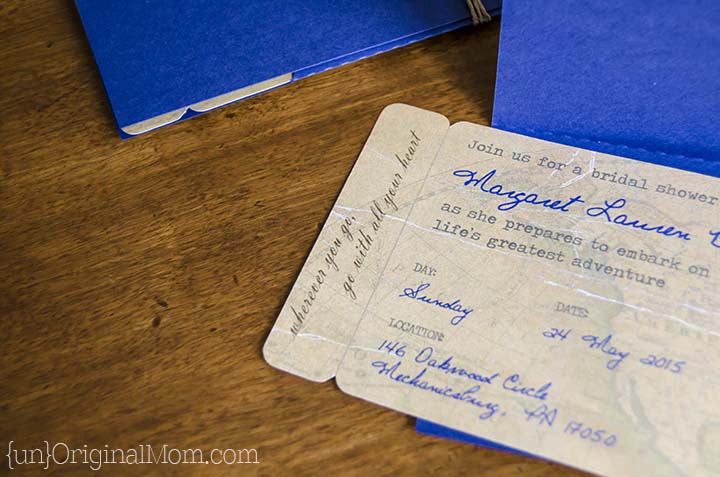 wherever you go,
go with all your heart
Join us for a bridal shower
Margaret Lauren
as she prepares to embark on
life's greatest adventure
DAY:
Sunday
DATE:
24 May 2015
LOCATION:
146 Oakwood Circle
Mechanicsburg, PA 17050
{un}OriginalMom.com